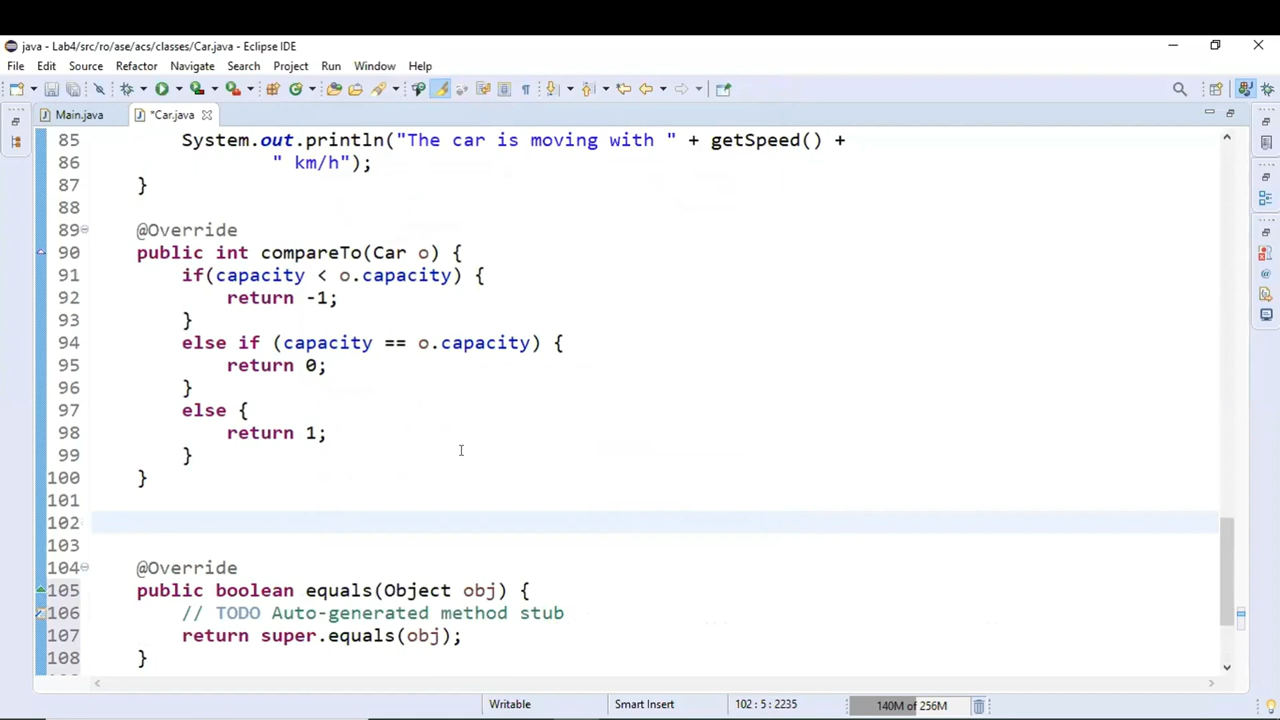 java - Lab4/src/ro/ase/acs/classes/Car.java - Eclipse IDE
File Edit Source Refactor Navigate Search Project Run Window Help
Main.java *Car.java
85 System.out.println("The car is moving with " + getSpeed() +
86 " km/h");
87 }
88
89 @Override
90 public int compareTo(Car o) {
91 if(capacity < o.capacity) {
92 return -1;
93 }
94 else if (capacity == o.capacity) {
95 return 0;
96 }
97 else {
98 return 1;
99 }
100 }
101
102
103
104 @Override
105 public boolean equals(Object obj) {
106 // TODO Auto-generated method stub
107 return super.equals(obj);
108 }
Writable Smart Insert 102 : 5 : 2235 140M of 256M